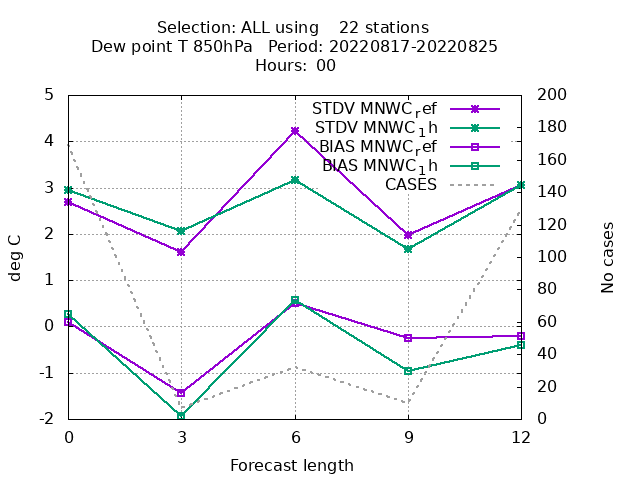 Selection: ALL using 22 stations
Dew point T 850hPa Period: 20220817-20220825
Hours: 00
STDV MNWC_ref
STDV MNWC_1h
BIAS MNWC_ref
BIAS MNWC_1h
CASES
5
4
3
2
1
0
-1
-2
deg C
200
180
160
140
120
100
80
60
40
20
0
No cases
0 3 6 9 12
Forecast length